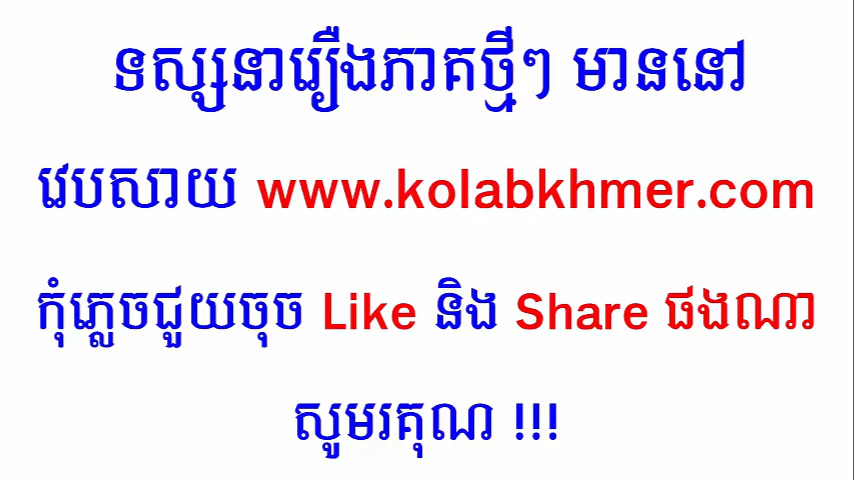 ទស្សនារឿងភាគថ្មីៗ មាននៅ
វេបសាយ www.kolabkhmer.com
កុំភ្លេចជួយចុច Like និង Share ផងណា
សូមរគុណ !!!